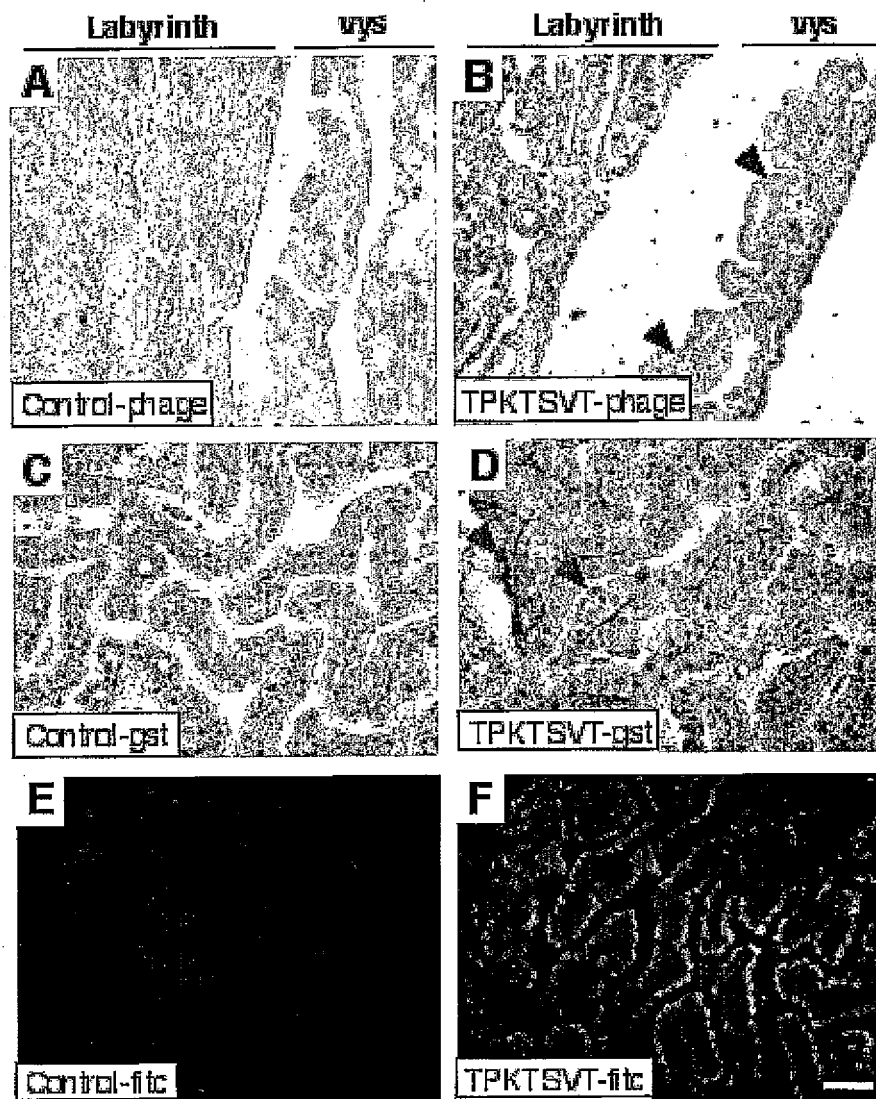 Labyrinth vys Labyrinth vys
A B
Control-phage TPKTSVT-phage
C D
Control-gst TPKTSVT-gst
E F
Control-fitc TPKTSVT-fitc